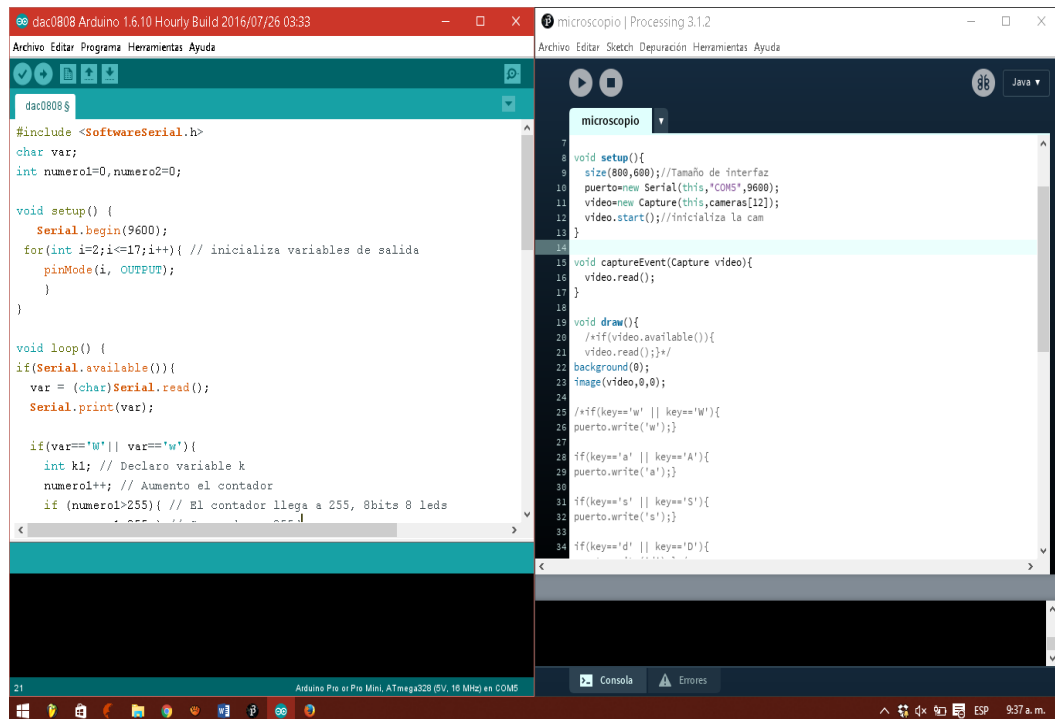 dac0808 Arduino 1.6.10 Hourly Build 2016/07/26 03:33
Archivo Editar Programa Herramientas Ayuda
dac0808 §
#include <SoftwareSerial.h>
char var;
int numero1=0,numero2=0;
void setup() {
Serial.begin(9600);
for(int i=2;i<=17;i++){ // inicializa variables de salida
pinMode(i, OUTPUT);
}
}
void loop() {
if(Serial.available()){
var = (char)Serial.read();
Serial.print(var);
if(var=='W'|| var=='w'){
int k1; // Declaro variable k
numero1++; // Aumento el contador
if (numero1>255){ // El contador llega a 255, 8bits 8 leds
21
Arduino Pro or Pro Mini, ATmega328 (5V, 16 MHz) en COM5
microscopio | Processing 3.1.2
Archivo Editar Sketch Depuración Herramientas Ayuda
Java
microscopio
7
8 void setup(){
9 size(800,600);//Tamaño de interfaz
10 puerto=new Serial(this,"COM5",9600);
11 video=new Capture(this,cameras[12]);
12 video.start();//inicializa la cam
13 }
14
15 void captureEvent(Capture video){
16 video.read();
17 }
18
19 void draw(){
20 /*if(video.available()){
21 video.read();}*/
22 background(0);
23 image(video,0,0);
24
25 /*if(key=='w' || key=='W'){
26 puerto.write('w');}
27
28 if(key=='a' || key=='A'){
29 puerto.write('a');}
30
31 if(key=='s' || key=='S'){
32 puerto.write('s');}
33
34 if(key=='d' || key=='D'){
Consola
Errores
ESP
9:37 a. m.